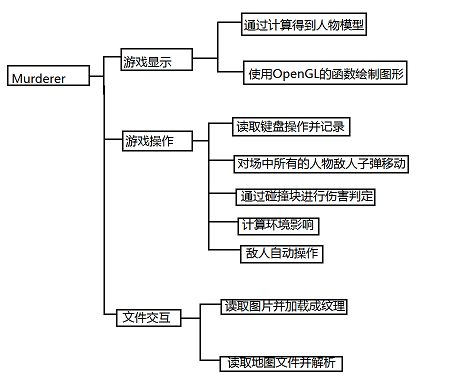 Murderer
游戏显示
通过计算得到人物模型
使用OpenGL的函数绘制图形
游戏操作
读取键盘操作并记录
对场中所有的人物敌人子弹移动
通过碰撞块进行伤害判定
计算环境影响
敌人自动操作
文件交互
读取图片并加载成纹理
读取地图文件并解析